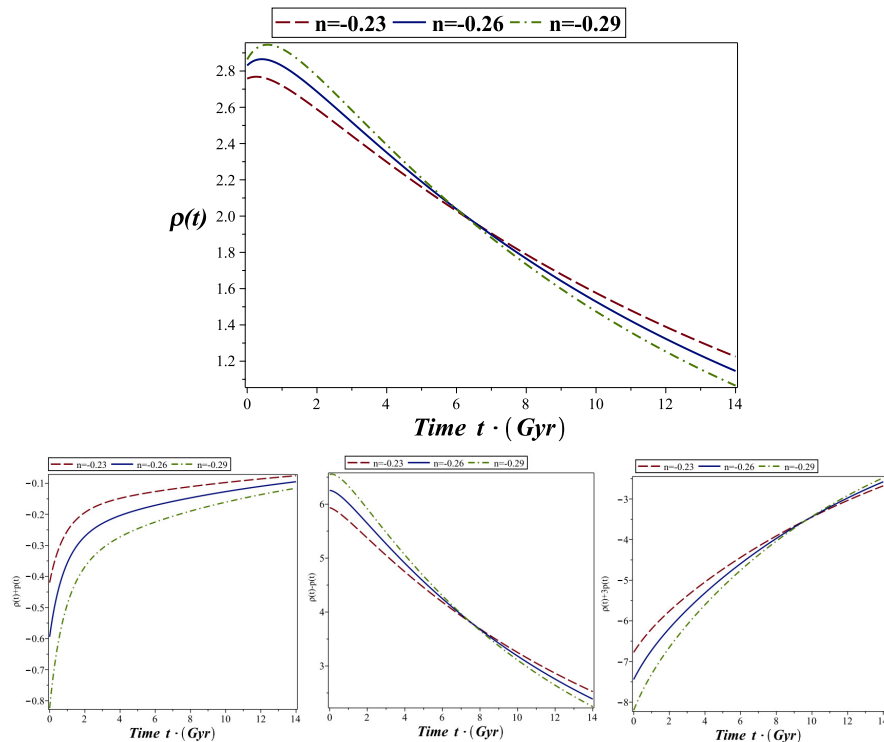 n=-0.23 n=-0.26 n=-0.29
2.8
2.6
2.4
2.2
2.0
1.8
1.6
1.4
1.2
ρ(t)
0 2 4 6 8 10 12 14
Time t · (Gyr)
n=-0.23 n=-0.26 n=-0.29
−0.1
−0.2
−0.3
−0.4
−0.5
−0.6
−0.7
−0.8
ρ(t)+p(t)
0 2 4 6 8 10 12 14
Time t · (Gyr)
n=-0.23 n=-0.26 n=-0.29
6
5
4
3
ρ(t)-p(t)
0 2 4 6 8 10 12 14
Time t · (Gyr)
n=-0.23 n=-0.26 n=-0.29
−3
−4
−5
−6
−7
−8
ρ(t)+3p(t)
0 2 4 6 8 10 12 14
Time t · (Gyr)